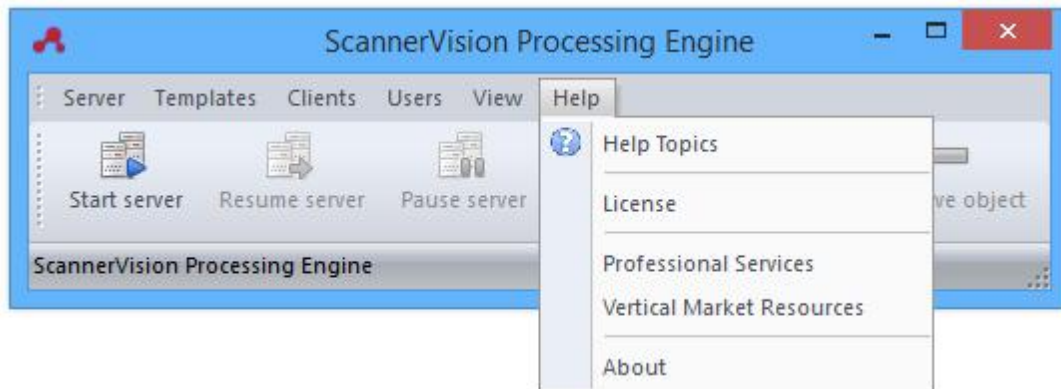 ScannerVision Processing Engine
Server Templates Clients Users View Help
Help Topics
Start server Resume server Pause server
object
License
ScannerVision Processing Engine
Professional Services
Vertical Market Resources
About